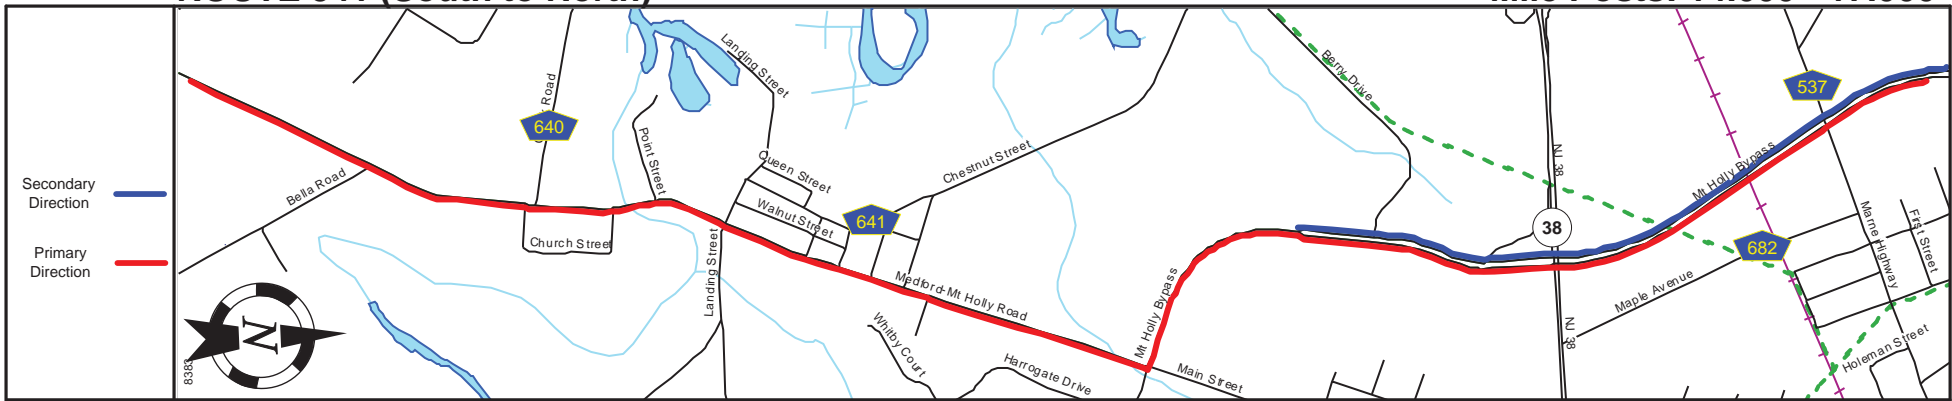 Secondary
Direction
Primary
Direction
Road
640
Bella Road
Church Street
Point Street
Landing Street
Queen Street
Walnut Street
641
Landing Street
Chestnut Street
Medford-Mt Holly Road
Whitby Court
Harrogate Drive
Mt Holly Bypass
Main Street
Berry Drive
NJ 38
38
NJ 38
Mt Holly Bypass
Maple Avenue
537
682
Marne Highway
First Street
Holeman Street
N
8383